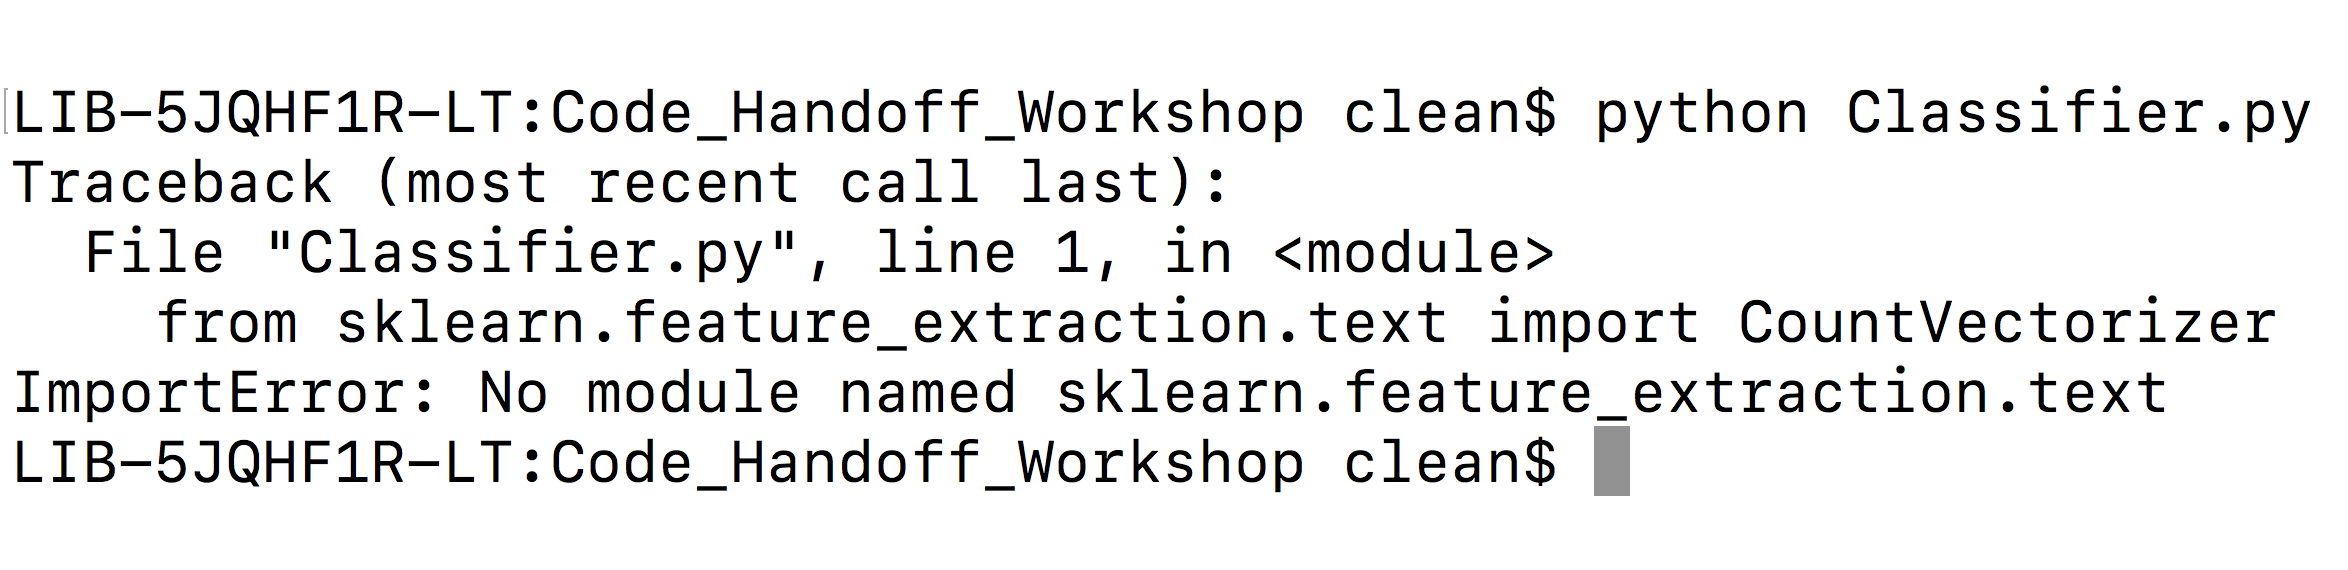 LIB-5JQHF1R-LT:Code_Handoff_Workshop clean$ python Classifier.py
Traceback (most recent call last):
  File "Classifier.py", line 1, in <module>
    from sklearn.feature_extraction.text import CountVectorizer
ImportError: No module named sklearn.feature_extraction.text
LIB-5JQHF1R-LT:Code_Handoff_Workshop clean$